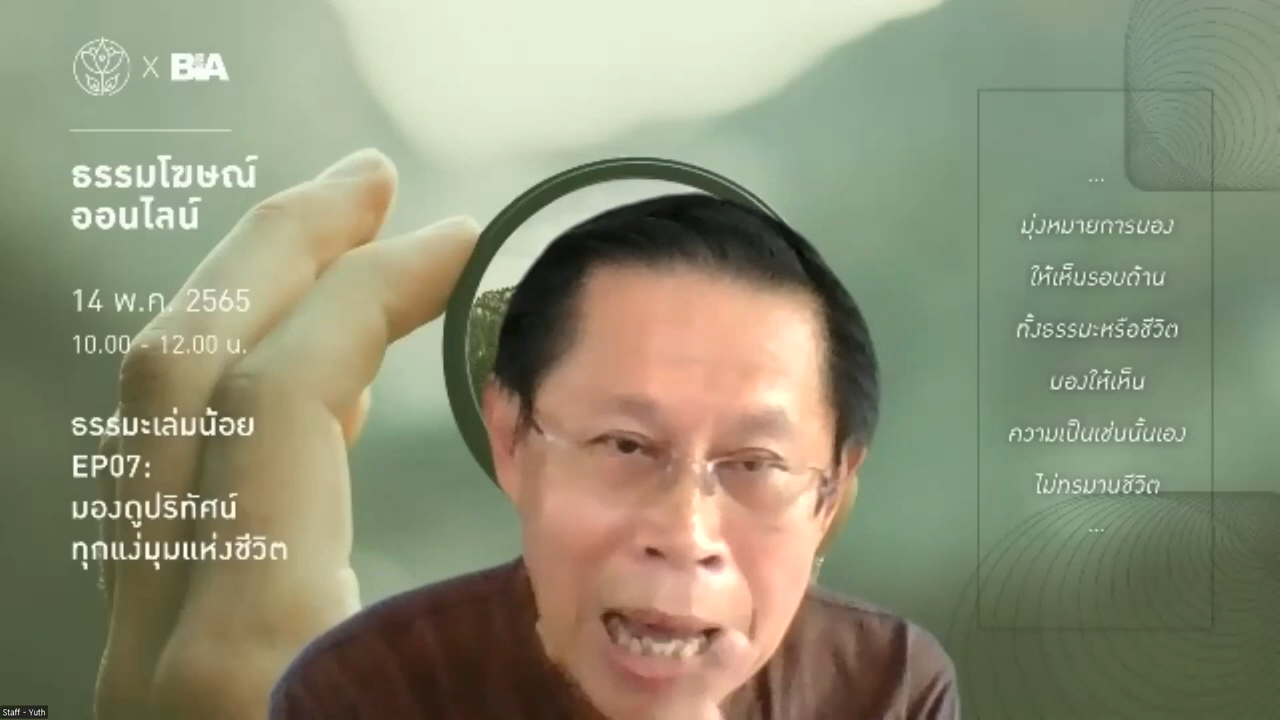 X BIA
ธรรมโฆษณ์
ออนไลน์
14 พ.ค. 2565
10.00 - 12.00 น.
ธรรมะเล่มน้อย
EP07:
มองดูปริทัศน์
ทุกแง่มุมแห่งชีวิต
...
มุ่งหมายการมอง
ให้เห็นรอบด้าน
ทั้งธรรมะหรือชีวิต
มองให้เห็น
ความเป็นเช่นนั้นเอง
ไม่ทรมานชีวิต
...
Staff - Yuth